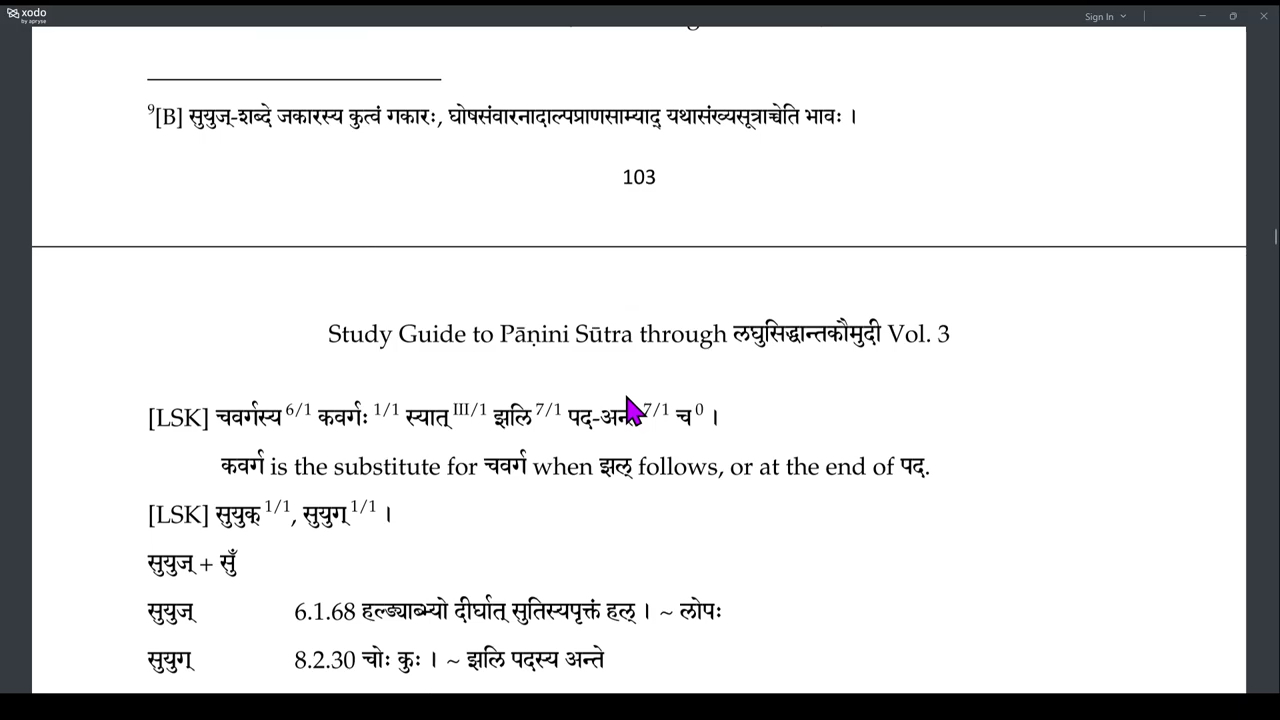 xodo
by apryse
Sign In
9[B] सुयुज्-शब्दे जकारस्य कुत्वं गकारः, घोषसंवारनादाल्पप्राणसाम्याद् यथासंख्यसूत्राच्चेति भावः ।
103
Study Guide to Pāṇini Sūtra through लघुसिद्धान्तकौमुदी Vol. 3
[LSK] चवर्गस्य 6/1 कवर्गः 1/1 स्यात् III/1 झलि 7/1 पद- 7/1 च 0 ।
कवर्ग is the substitute for चवर्ग when झल् follows, or at the end of पद.
[LSK] सुयुक् 1/1, सुयुग् 1/1 ।
सुयुज् + सुँ
सुयुज् 6.1.68 हल्ङ्याब्भ्यो दीर्घात् सुतिस्यपृक्तं हल् । ~ लोपः
सुयुग् 8.2.30 चोः कुः । ~ झलि पदस्य अन्ते